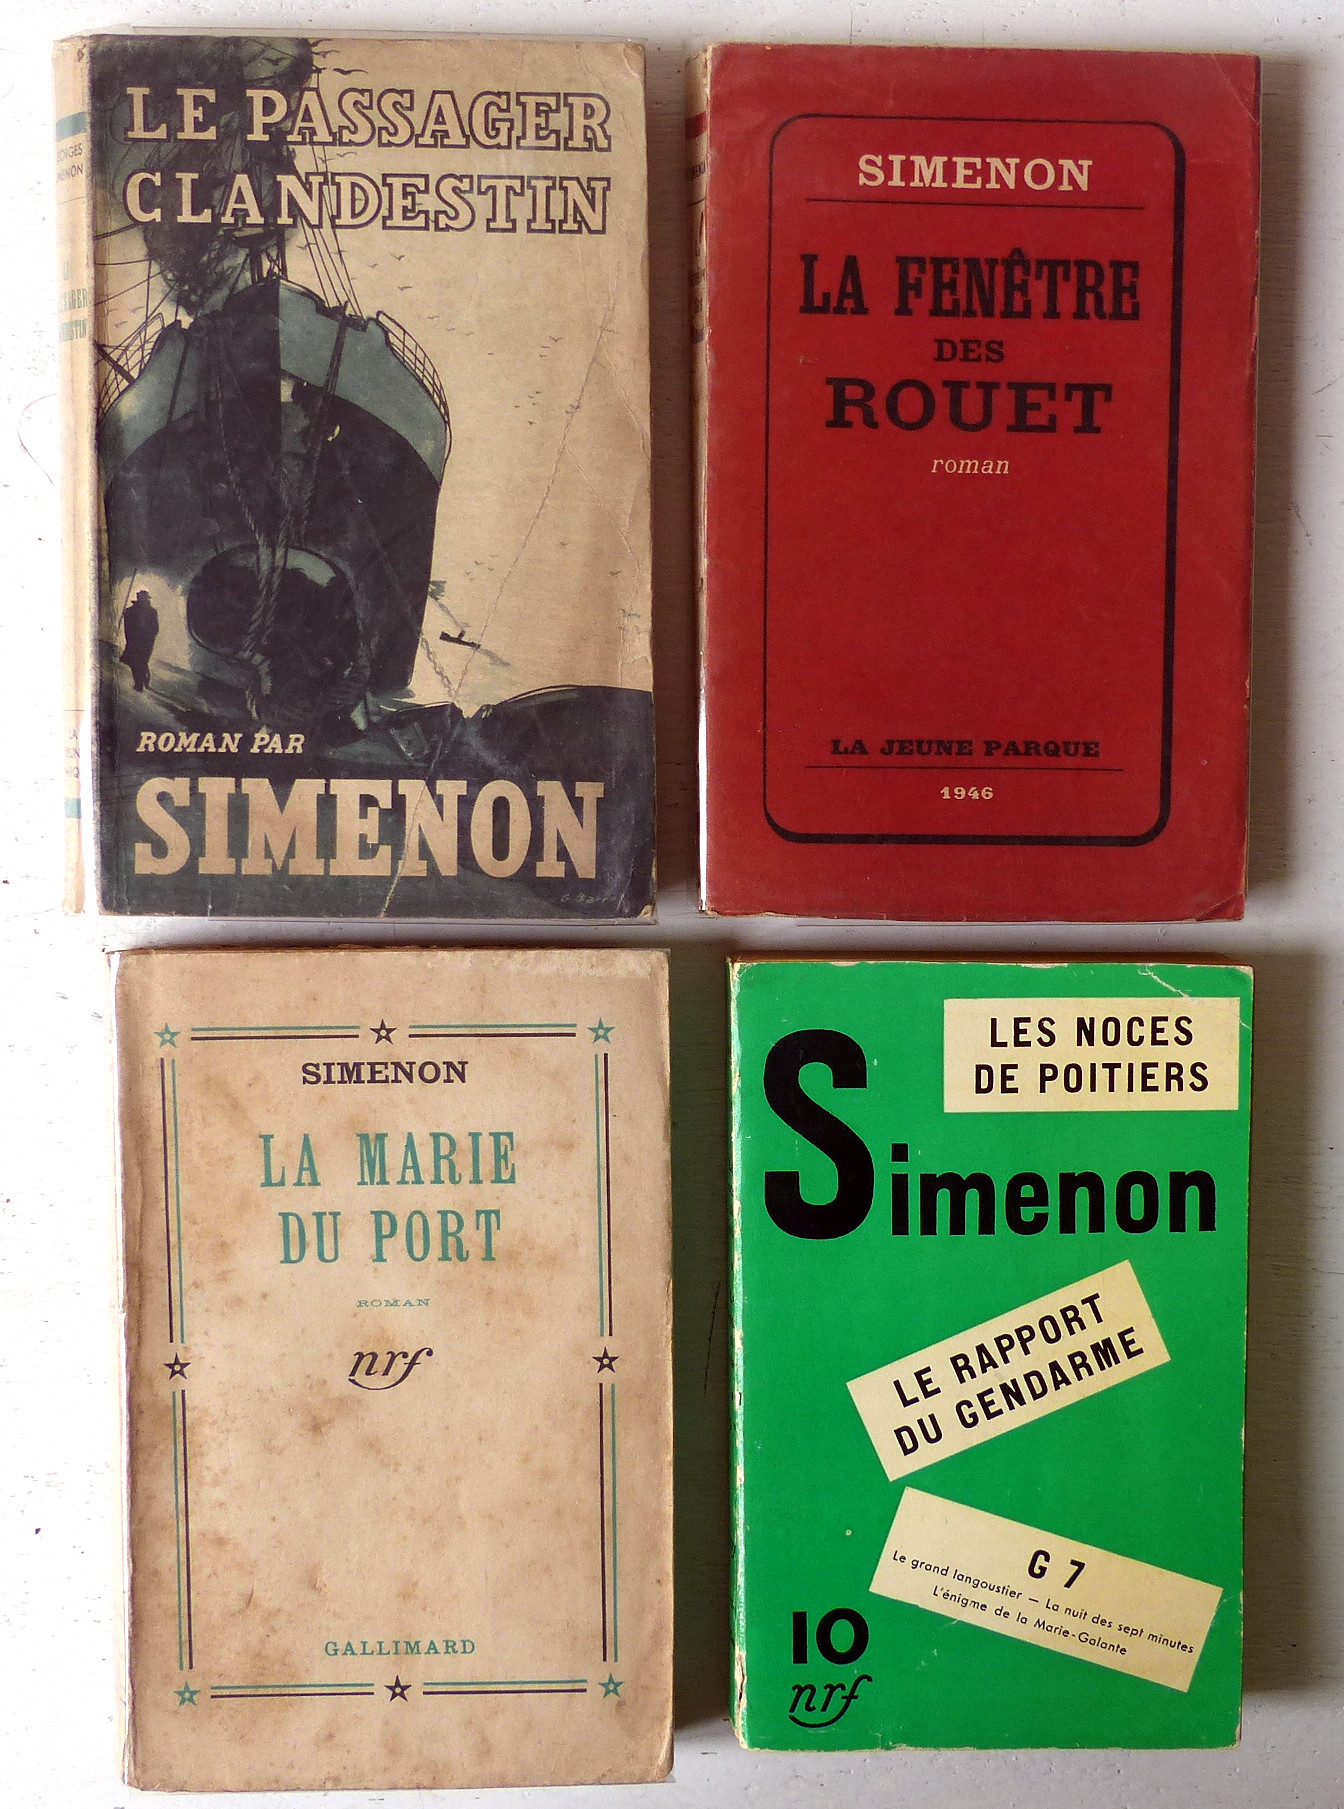 LE PASSAGER
CLANDESTIN
ROMAN PAR
SIMENON
SIMENON
LA FENÊTRE
DES
ROUET
roman
LA JEUNE PARQUE
1946
SIMENON
LA MARIE
DU PORT
ROMAN
nrf
GALLIMARD
LES NOCES
DE POITIERS
Simenon
LE RAPPORT
DU GENDARME
G 7
Le grand langoustier — La nuit des sept minutes
L'énigme de la Marie-Galante
10
nrf